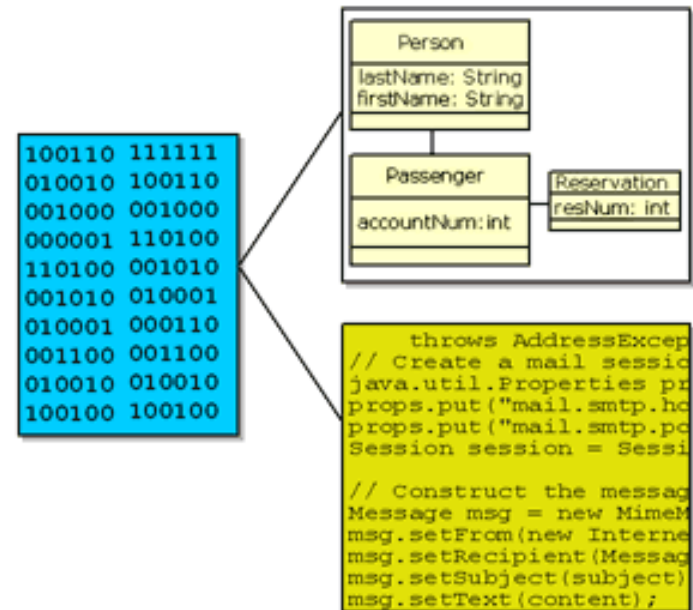 100110 111111
010010 100110
001000 001000
000001 110100
110100 001010
001010 010001
010001 000110
001100 001100
010010 010010
100100 100100
Person
lastName: String
firstName: String
Passenger
accountNum:int
Reservation
resNum: int
throws AddressExcep
// Create a mail sessio
java.util.Properties pr
props.put("mail.smtp.ho
props.put("mail.smtp.po
Session session = Sessi
// Construct the messag
Message msg = new MimeM
msg.setFrom(new Interne
msg.setRecipient(Messag
msg.setSubject(subject)
msg.setText(content);